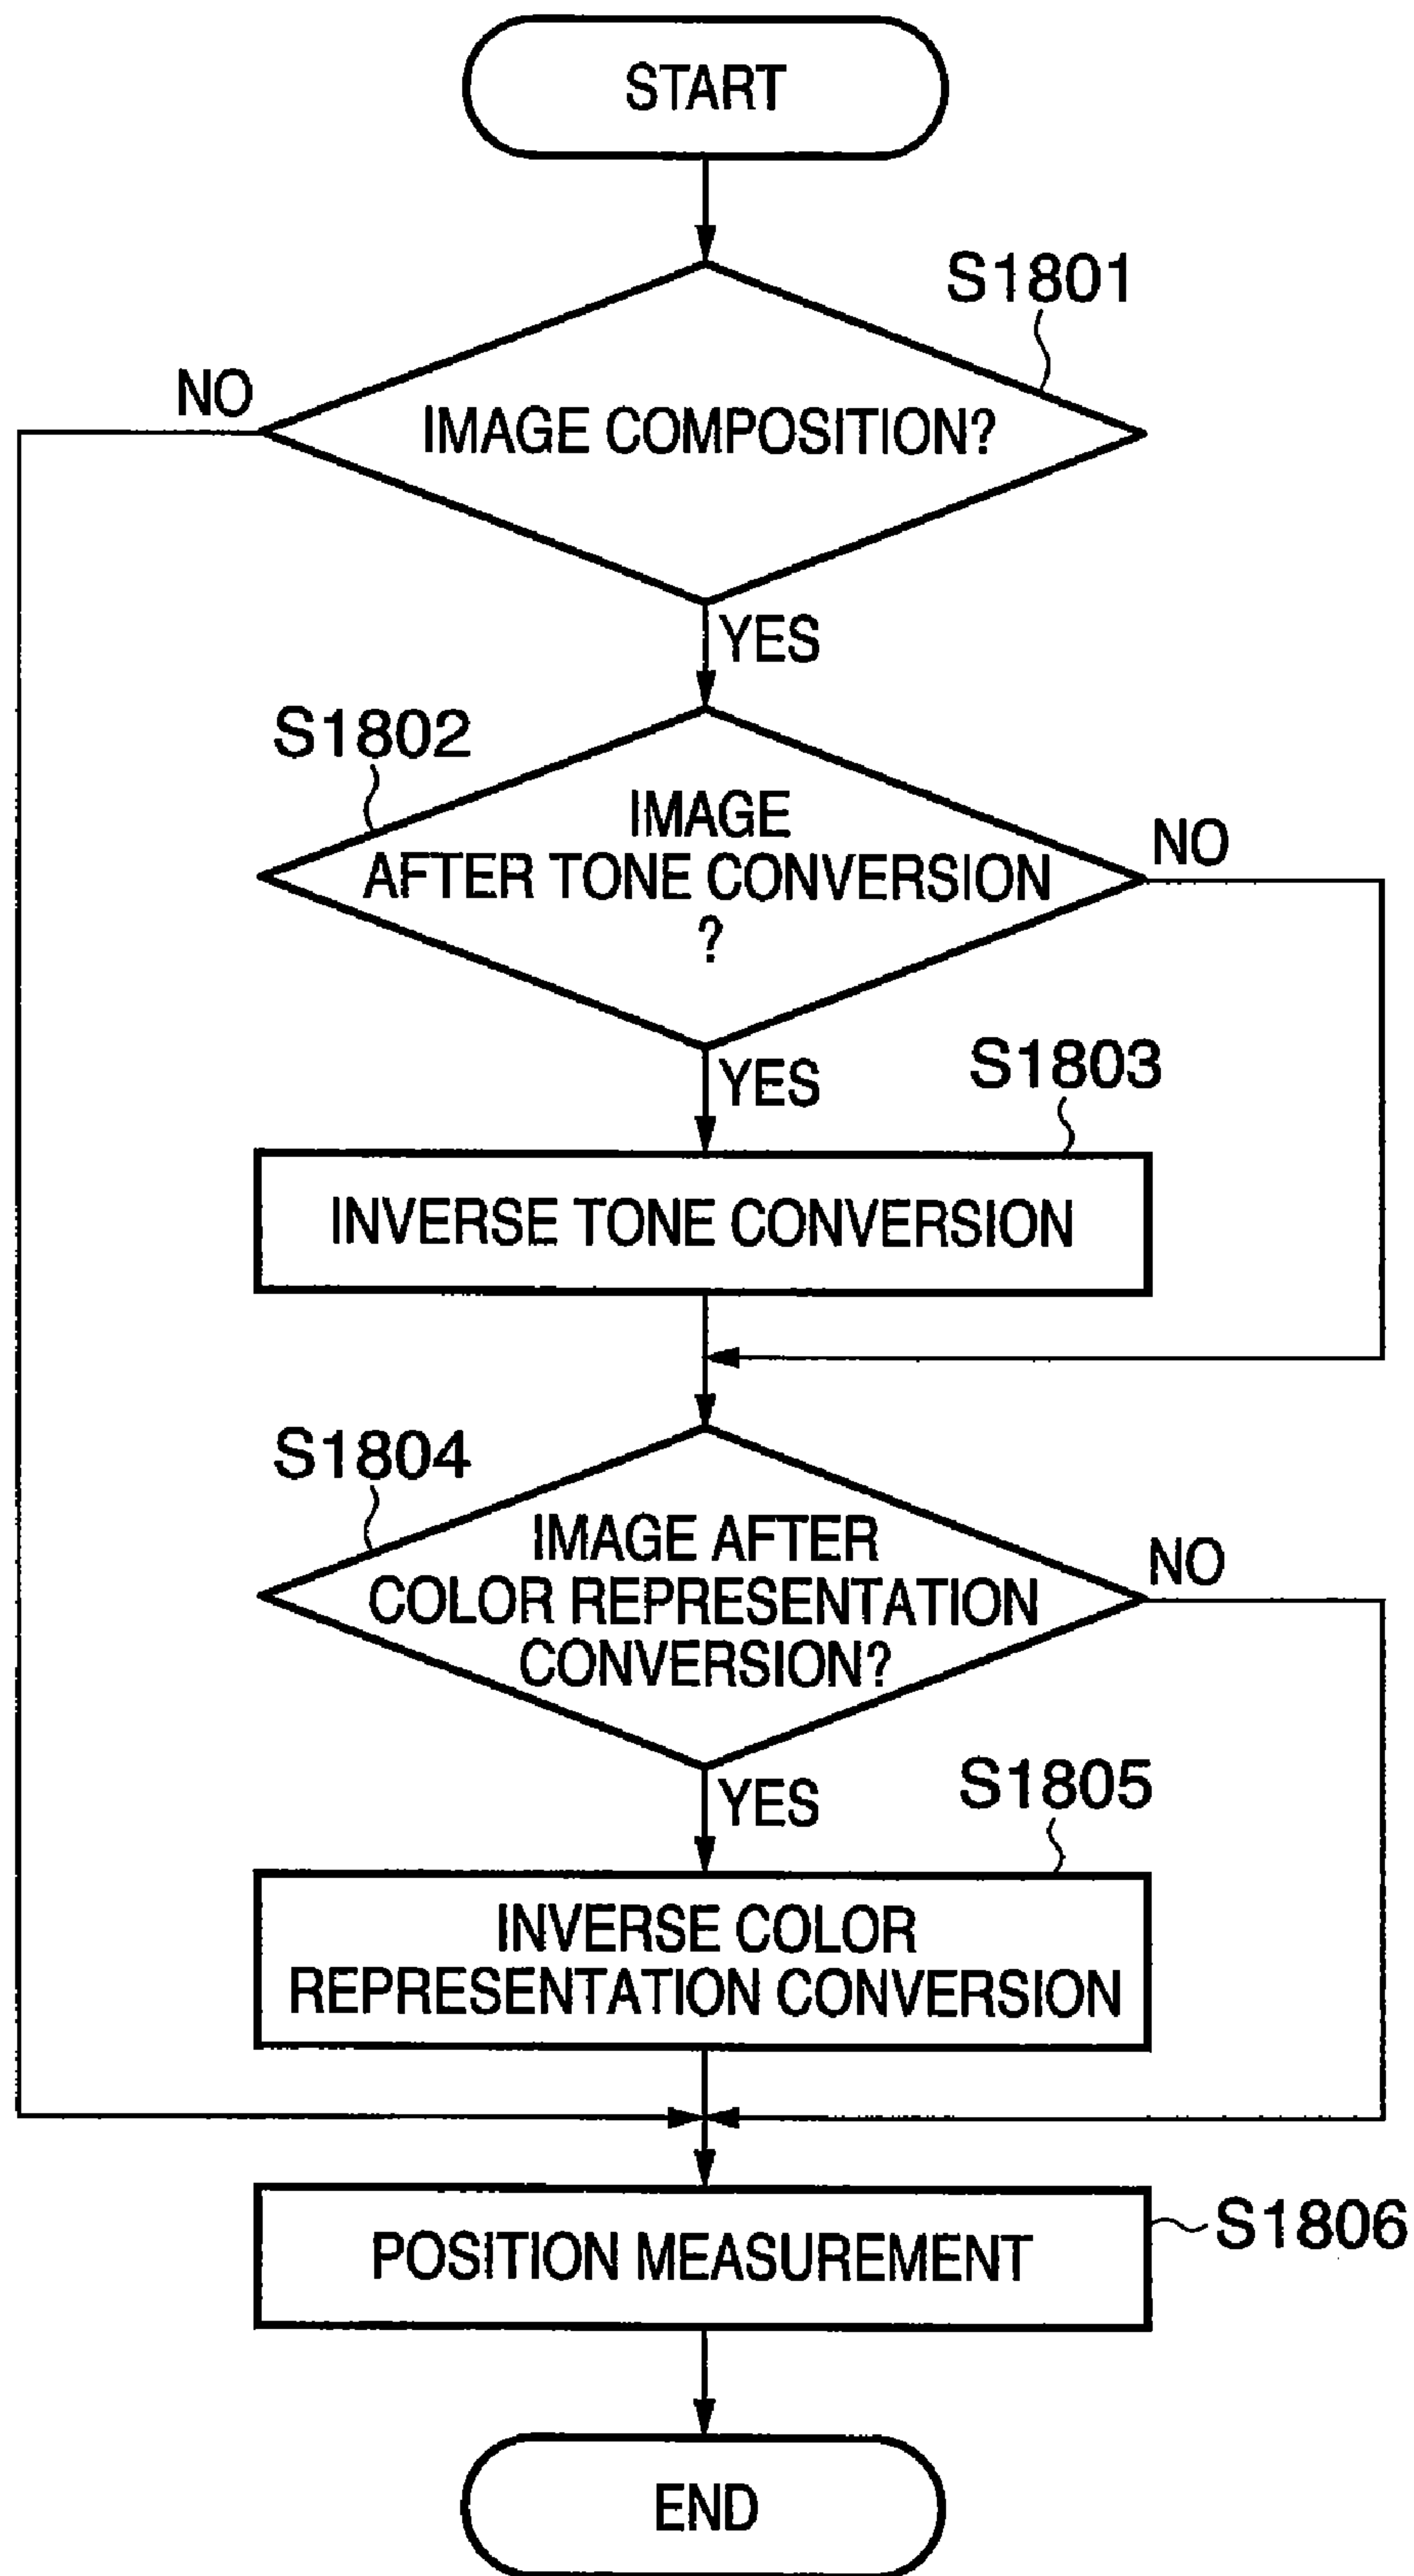 START
S1801
NO
IMAGE COMPOSITION?
YES
S1802
IMAGE
AFTER TONE CONVERSION
?
NO
YES
S1803
INVERSE TONE CONVERSION
S1804
IMAGE AFTER
COLOR REPRESENTATION
CONVERSION?
NO
YES
S1805
INVERSE COLOR
REPRESENTATION CONVERSION
POSITION MEASUREMENT
S1806
END